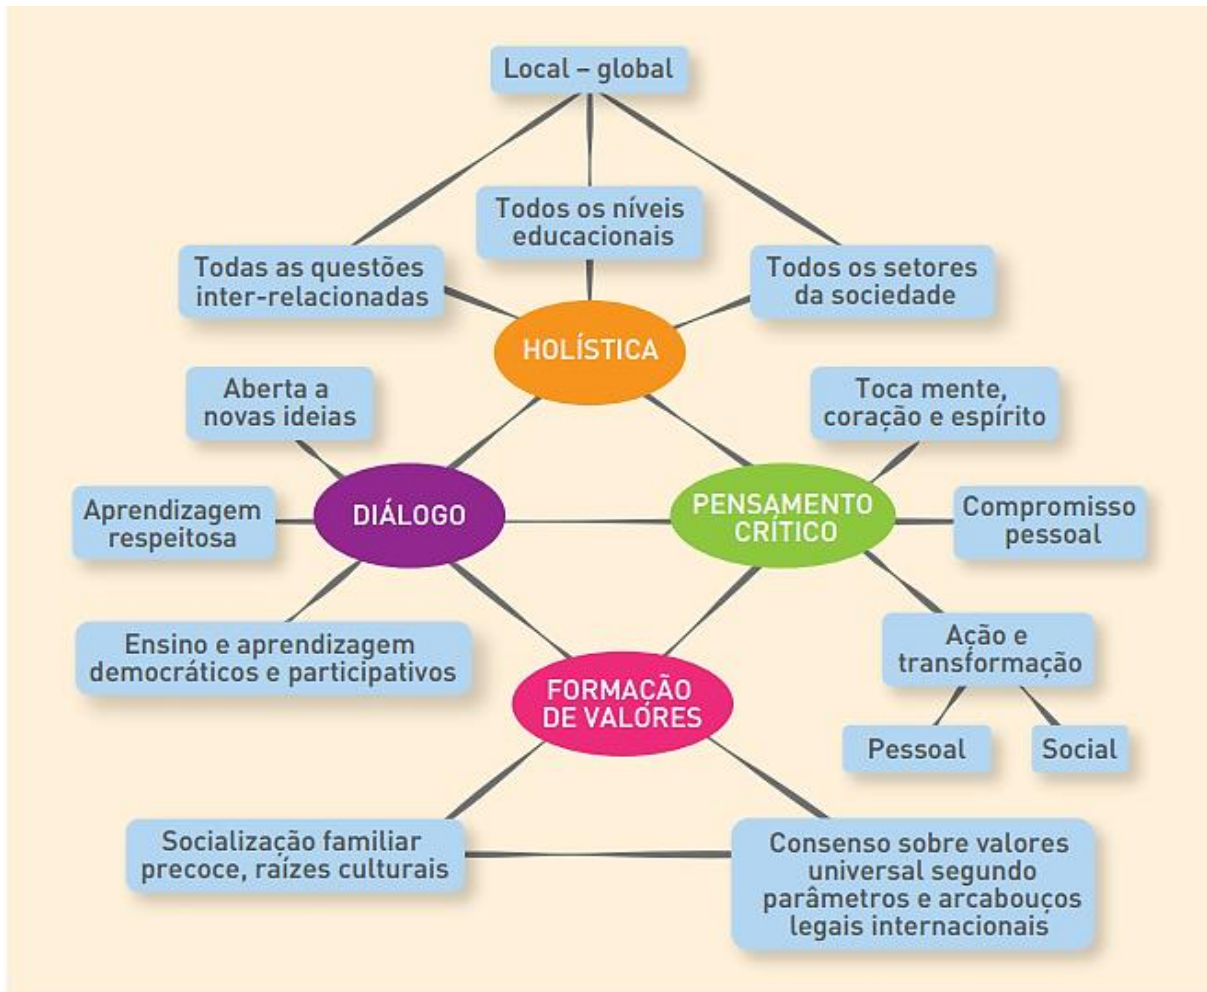 Local – global
Todos os níveis
educacionais
Todas as questões
inter-relacionadas
Todos os setores
da sociedade
HOLÍSTICA
Aberta a
novas ideias
Toca mente,
coração e espírito
Aprendizagem
respeitosa
DIÁLOGO
PENSAMENTO
CRÍTICO
Compromisso
pessoal
Ensino e aprendizagem
democráticos e participativos
Ação e
transformação
FORMAÇÃO
DE VALORES
Pessoal
Social
Socialização familiar
precoce, raízes culturais
Consenso sobre valores
universal segundo
parâmetros e arcabouços
legais internacionais